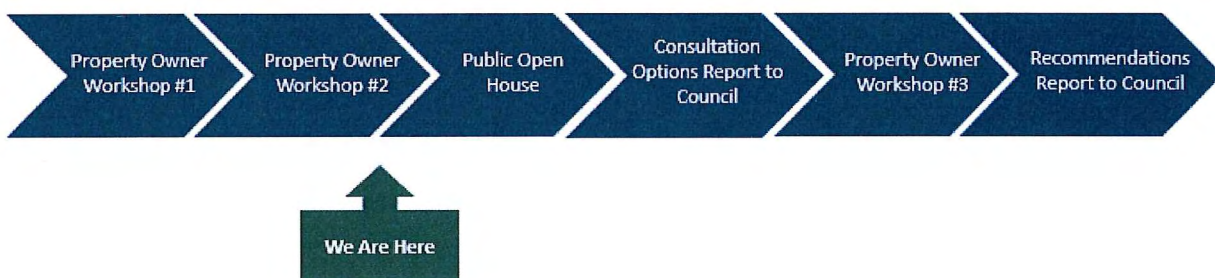 Property Owner
Workshop #1
Property Owner
Workshop #2
Public Open
House
Consultation
Options Report to
Council
Property Owner
Workshop #3
Recommendations
Report to Council
We Are Here